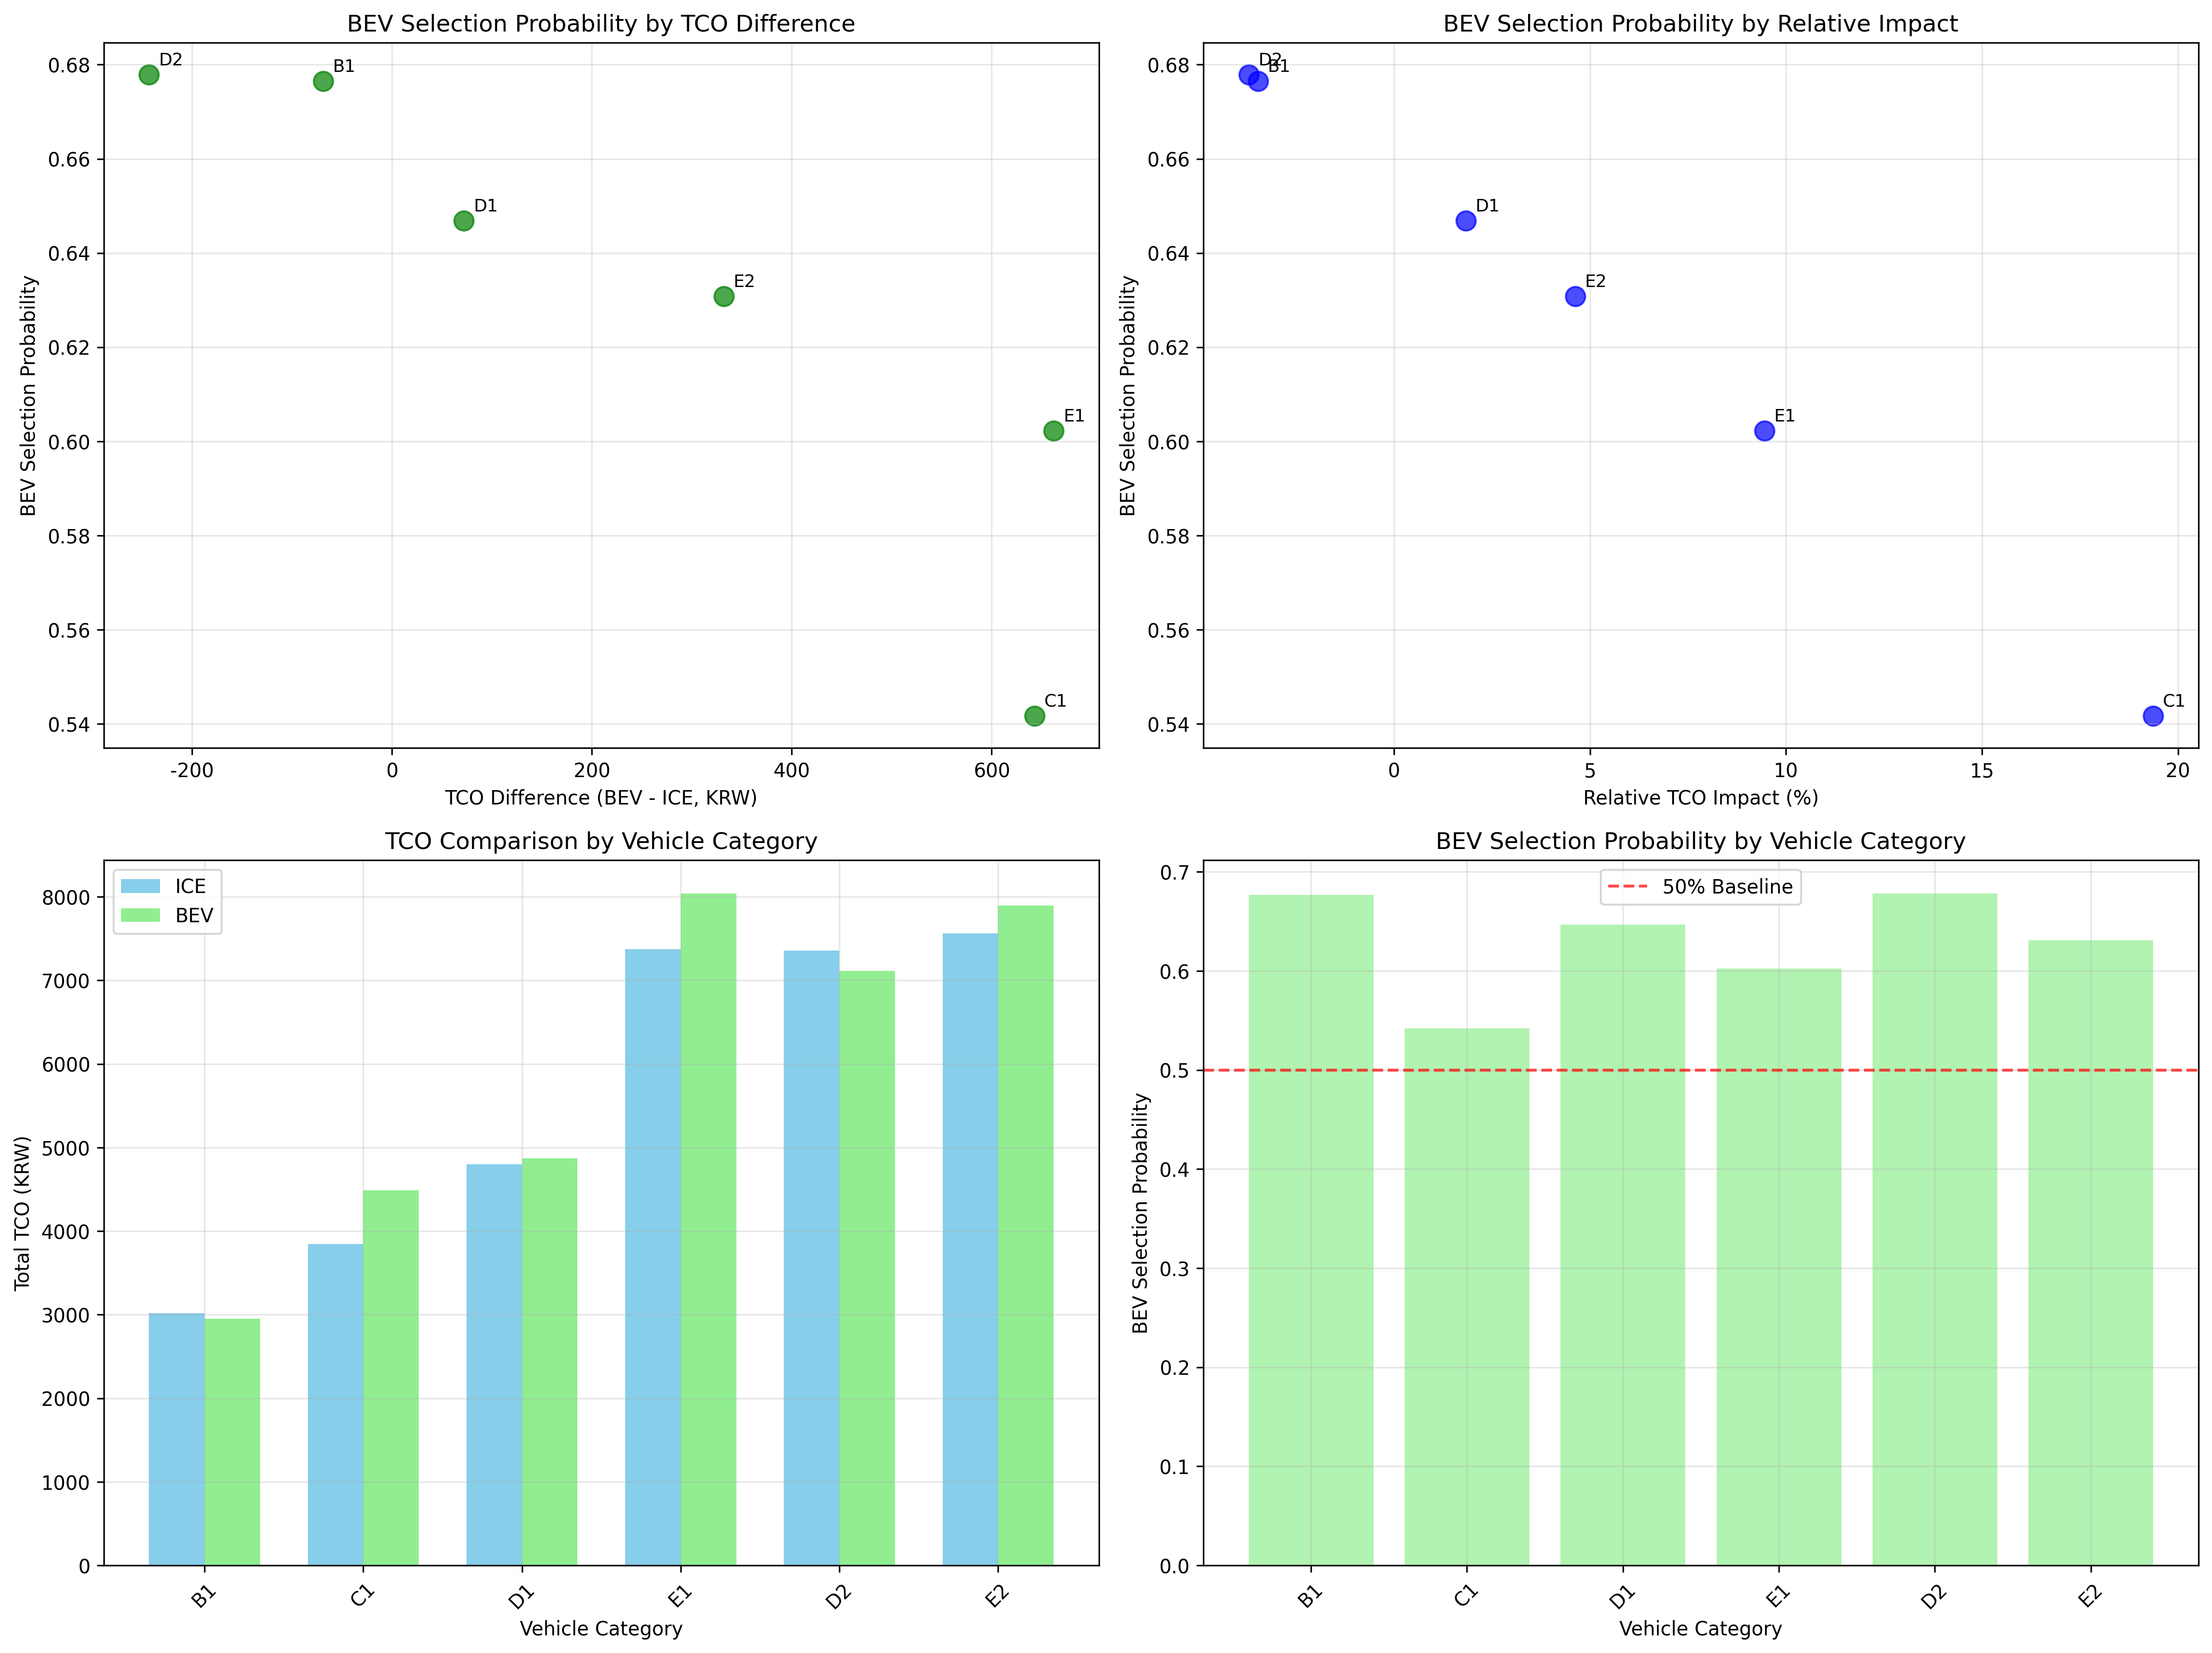 BEV Selection Probability by TCO Difference
BEV Selection Probability
0.68
0.66
0.64
0.62
0.60
0.58
0.56
0.54
D2
B1
D1
E2
E1
C1
-200
0
200
400
600
TCO Difference (BEV - ICE, KRW)
BEV Selection Probability by Relative Impact
BEV Selection Probability
0.68
0.66
0.64
0.62
0.60
0.58
0.56
0.54
D2
B1
D1
E2
E1
C1
0
5
10
15
20
Relative TCO Impact (%)
TCO Comparison by Vehicle Category
Total TCO (KRW)
8000
7000
6000
5000
4000
3000
2000
1000
0
ICE
BEV
B1
C1
D1
E1
D2
E2
Vehicle Category
BEV Selection Probability by Vehicle Category
BEV Selection Probability
0.7
0.6
0.5
0.4
0.3
0.2
0.1
0.0
50% Baseline
B1
C1
D1
E1
D2
E2
Vehicle Category